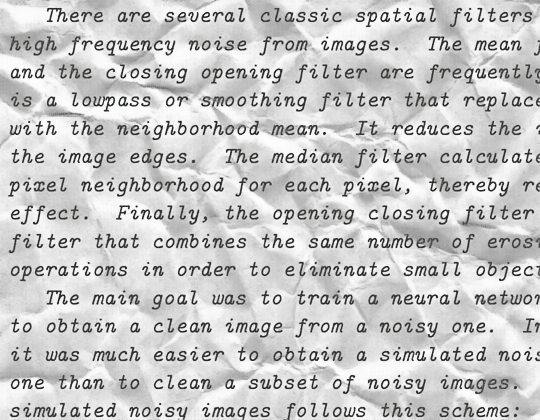 There are several classic spatial filters
high frequency noise from images. The mean f
and the closing opening filter are frequently
is a lowpass or smoothing filter that replace
with the neighborhood mean. It reduces the
the image edges. The median filter calculate
pixel neighborhood for each pixel, thereby re
effect. Finally, the opening closing filter
filter that combines the same number of eros
operations in order to eliminate small object
The main goal was to train a neural networ
to obtain a clean image from a noisy one. In
it was much easier to obtain a simulated nois
one than to clean a subset of noisy images.
simulated noisy images follows this scheme: